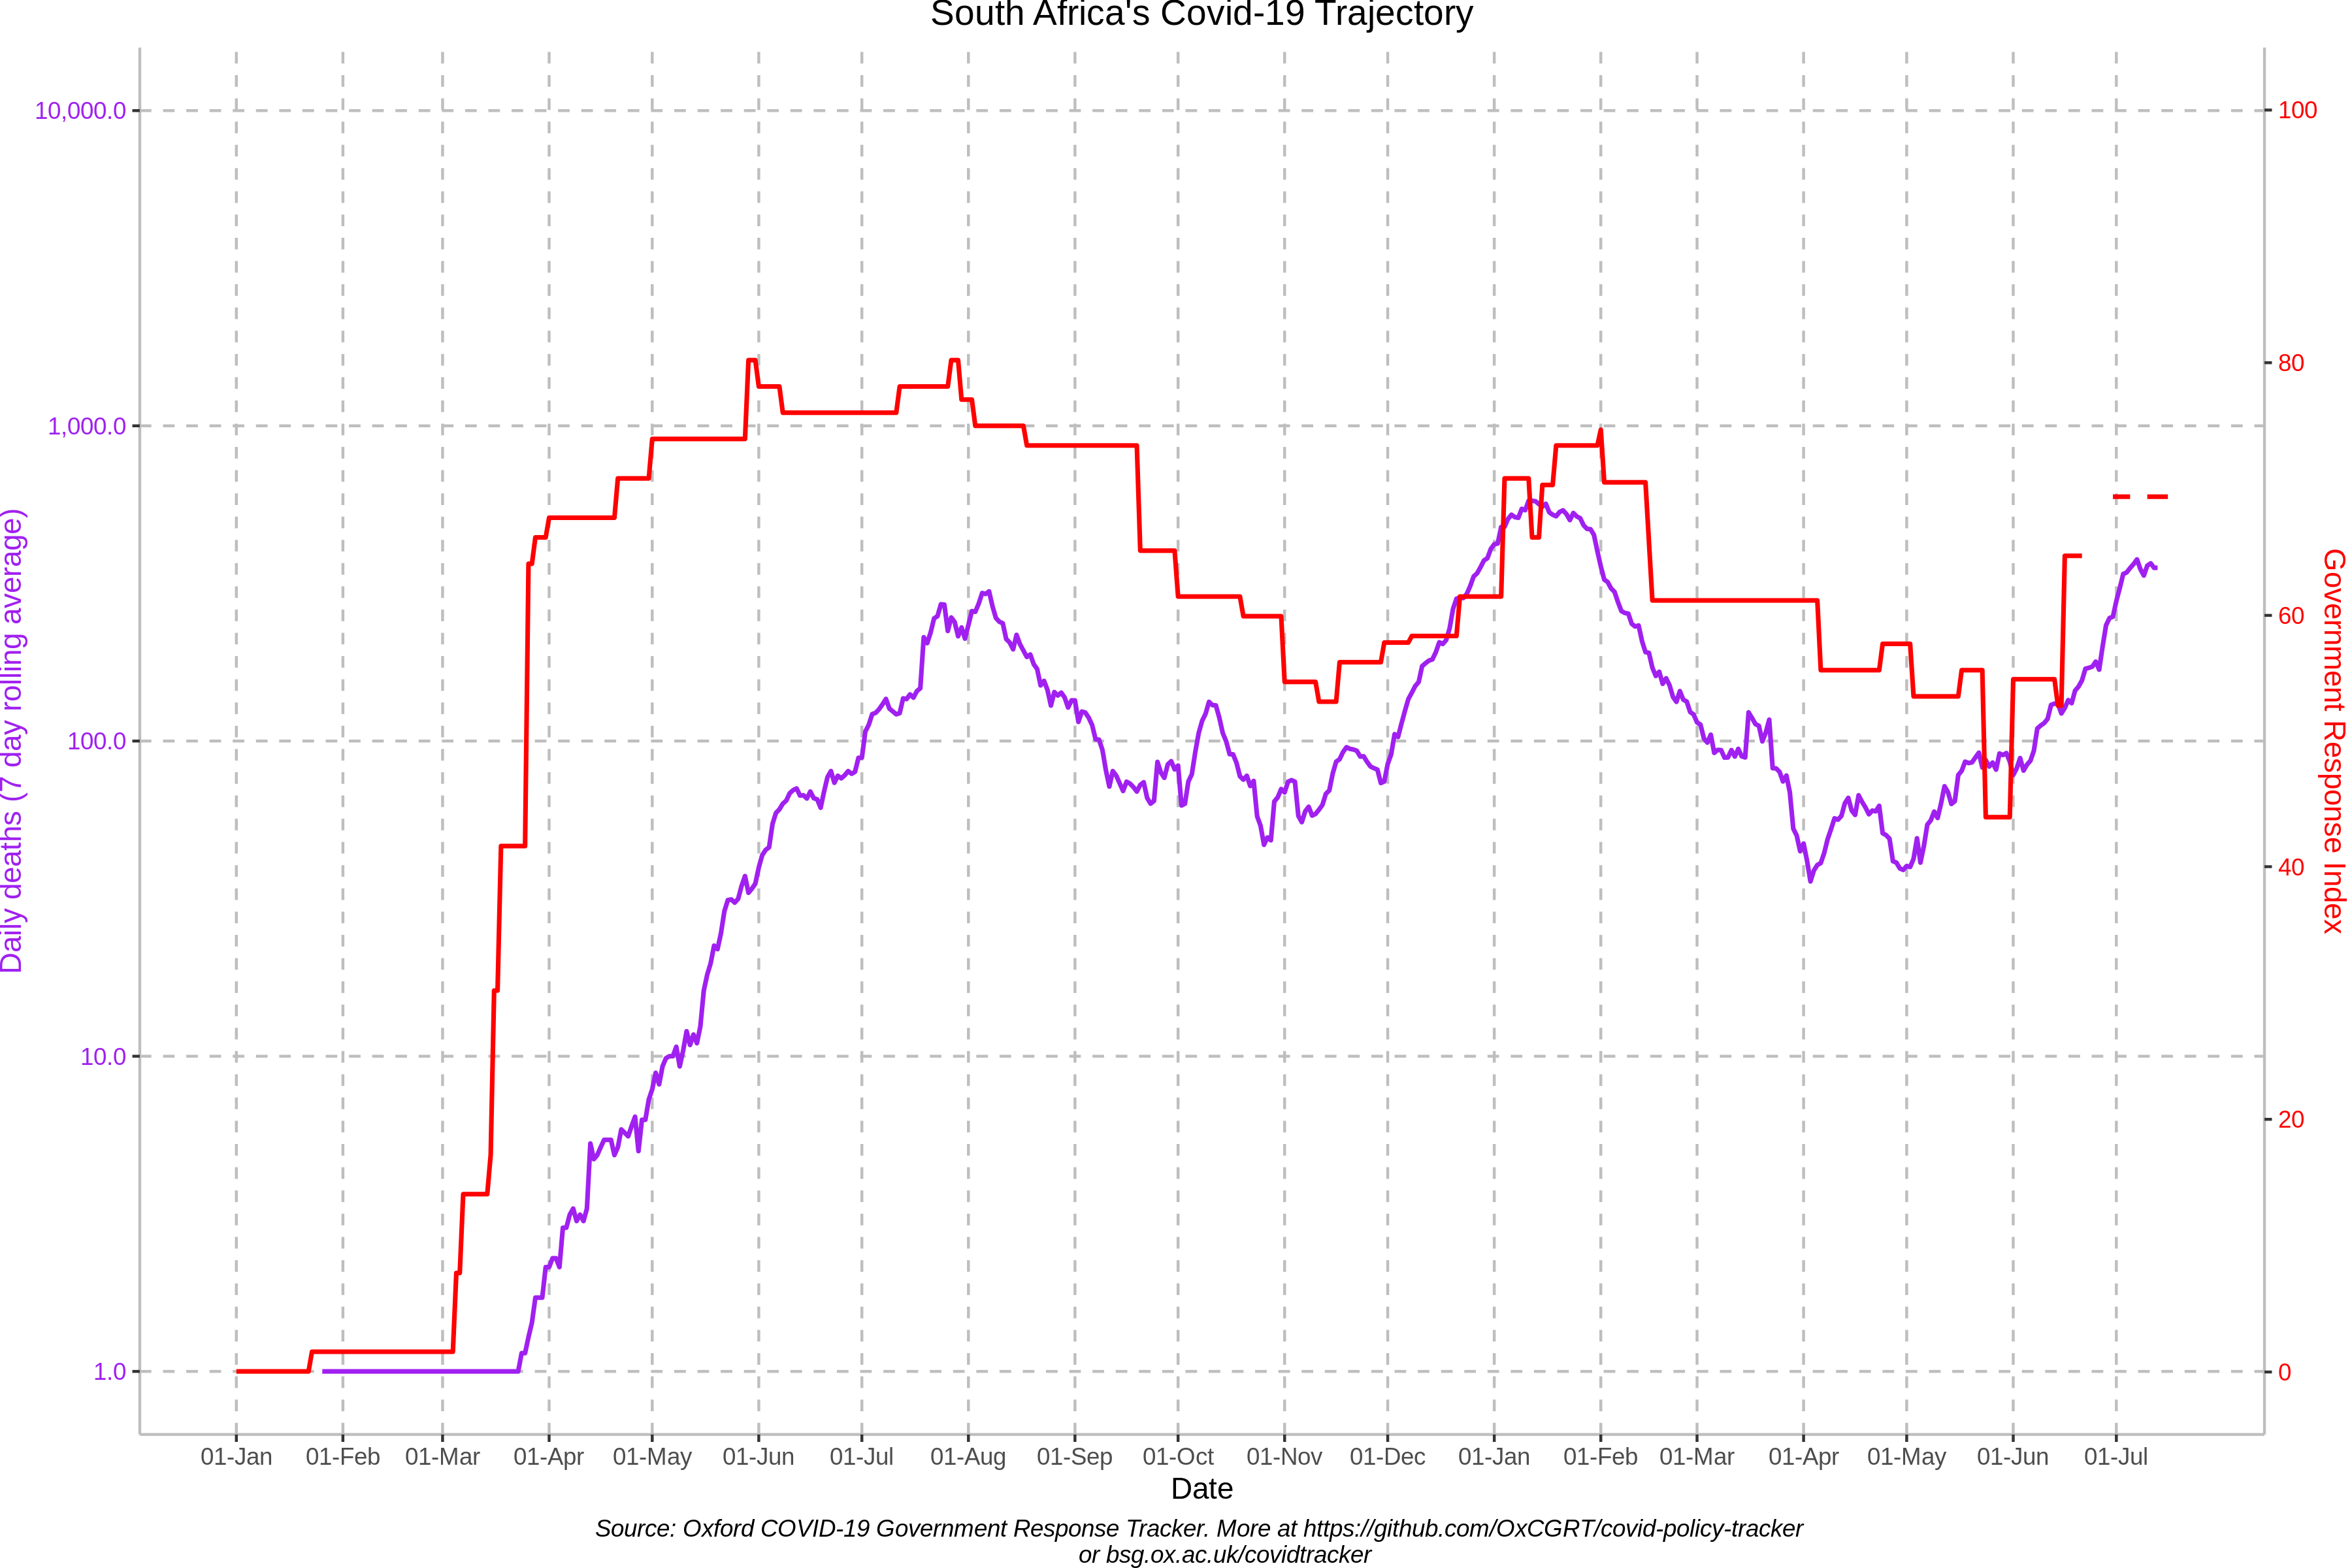 South Africa's Covid-19 Trajectory
10,000.0
1,000.0
100.0
10.0
1.0
Daily deaths (7 day rolling average)
100
80
60
40
20
0
Government Response Index
01-Jan 01-Feb 01-Mar 01-Apr 01-May 01-Jun 01-Jul 01-Aug 01-Sep 01-Oct 01-Nov 01-Dec 01-Jan 01-Feb 01-Mar 01-Apr 01-May 01-Jun 01-Jul
Date
Source: Oxford COVID-19 Government Response Tracker. More at https://github.com/OxCGRT/covid-policy-tracker
or bsg.ox.ac.uk/covidtracker